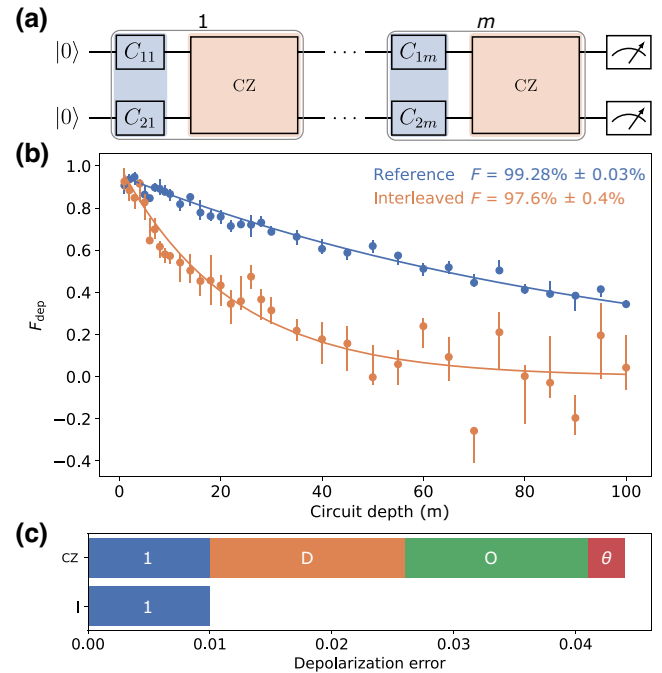 (a)
1
m
|0⟩ C₁₁ CZ ··· C₁ₘ CZ
|0⟩ C₂₁ ··· C₂ₘ
(b)
Reference F = 99.28% ± 0.03%
Interleaved F = 97.6% ± 0.4%
F_dep
1.0
0.8
0.6
0.4
0.2
0.0
−0.2
−0.4
0 20 40 60 80 100
Circuit depth (m)
(c)
CZ 1 D O θ
I 1
0.00 0.01 0.02 0.03 0.04
Depolarization error